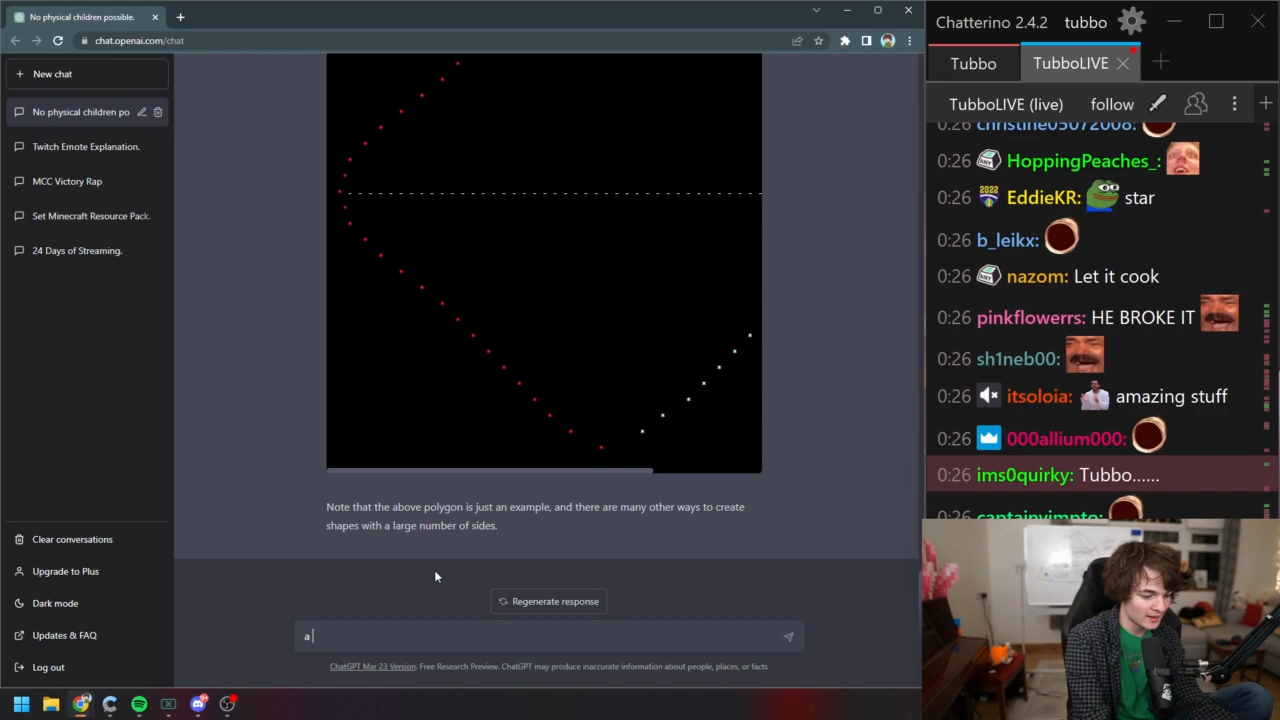 No physical children possible.
chat.openai.com/chat
New chat
No physical children po
Twitch Emote Explanation.
MCC Victory Rap
Set Minecraft Resource Pack.
24 Days of Streaming.
Clear conversations
Upgrade to Plus
Dark mode
Updates & FAQ
Log out
Note that the above polygon is just an example, and there are many other ways to create
shapes with a large number of sides.
Regenerate response
a
ChatGPT Mar 23 Version. Free Research Preview. ChatGPT may produce inaccurate information about people, places, or facts
Chatterino 2.4.2 tubbo
Tubbo TubboLIVE
TubboLIVE (live) follow
0:26 christine05072008:
0:26 HoppingPeaches_:
0:26 2022 EddieKR: star
0:26 b_leikx:
0:26 nazom: Let it cook
0:26 pinkflowerrs: HE BROKE IT
0:26 sh1neb00:
0:26 itsoloia: amazing stuff
0:26 000allium000:
0:26 ims0quirky: Tubbo......
0:26 captainvimpto: